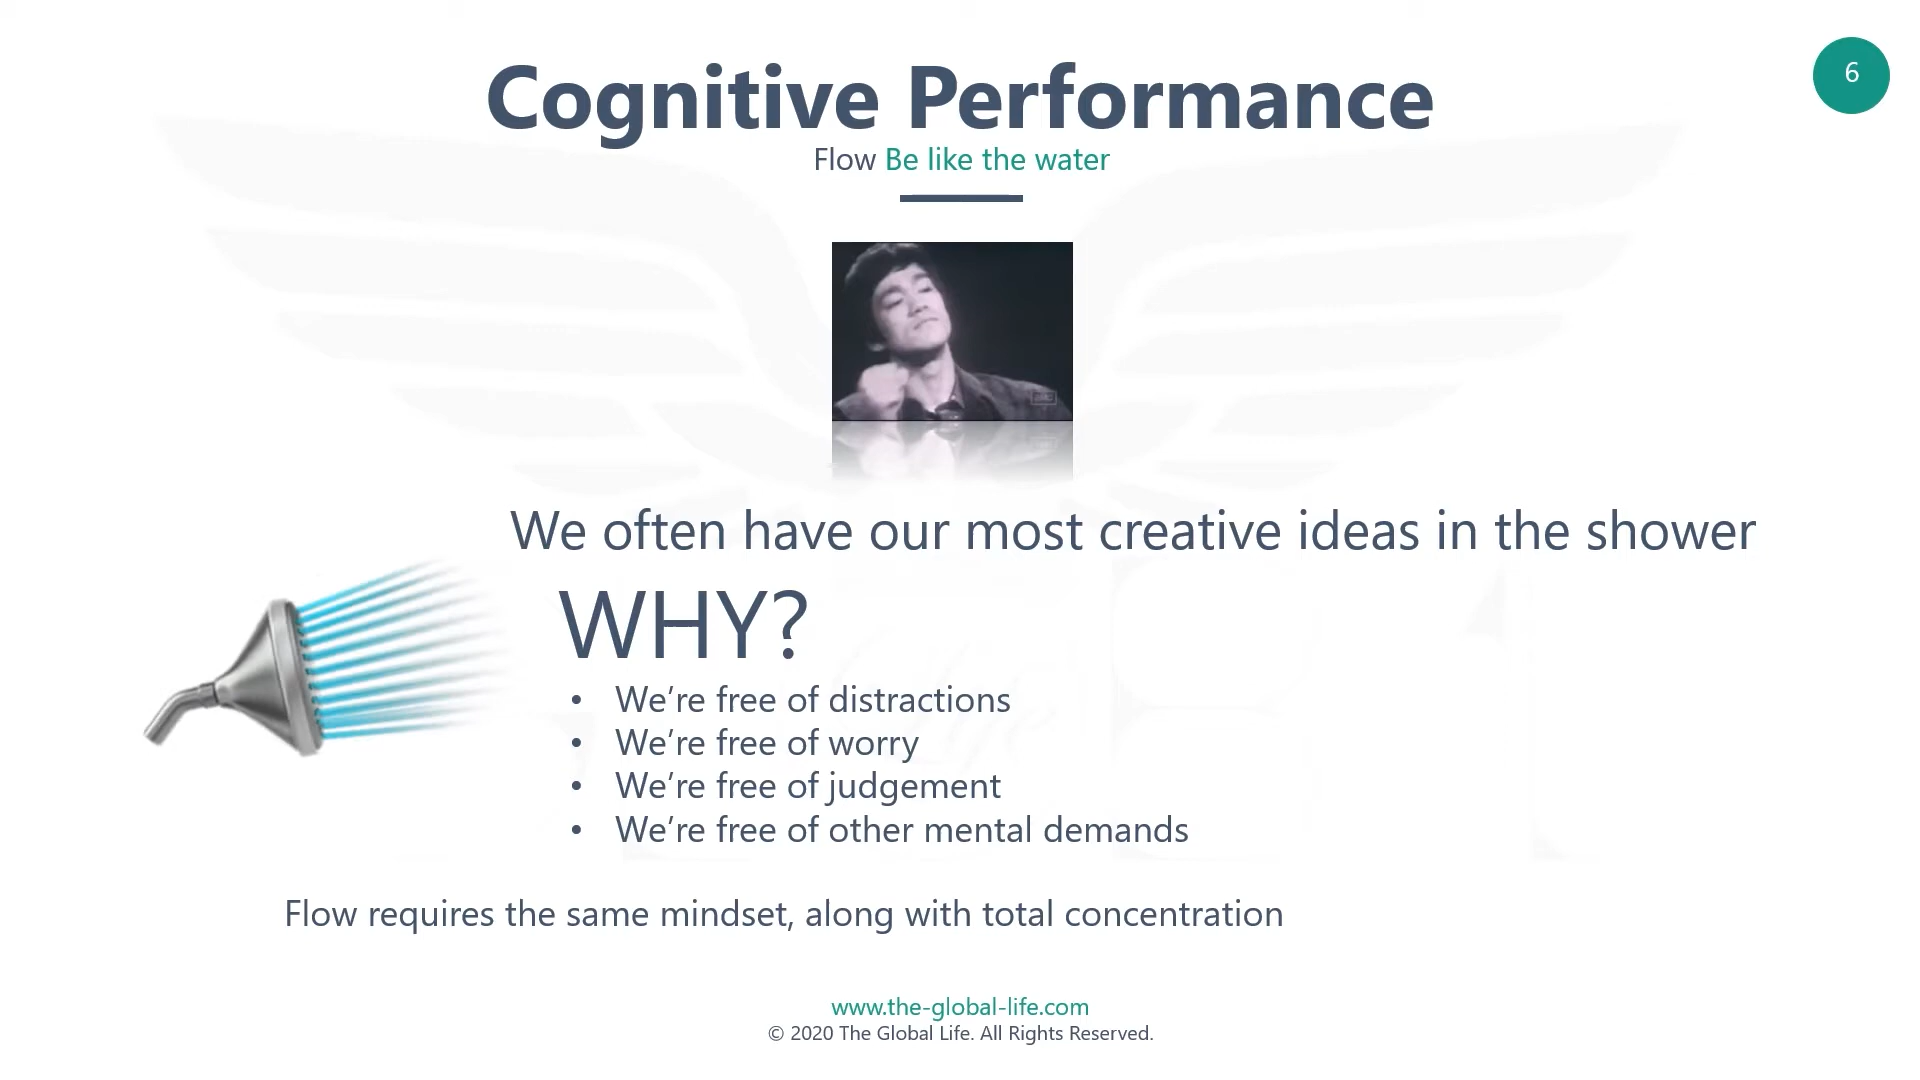 6
Cognitive Performance
Flow Be like the water
amc
We often have our most creative ideas in the shower
WHY?
• We’re free of distractions
• We’re free of worry
• We’re free of judgement
• We’re free of other mental demands
Flow requires the same mindset, along with total concentration
www.the-global-life.com
© 2020 The Global Life. All Rights Reserved.